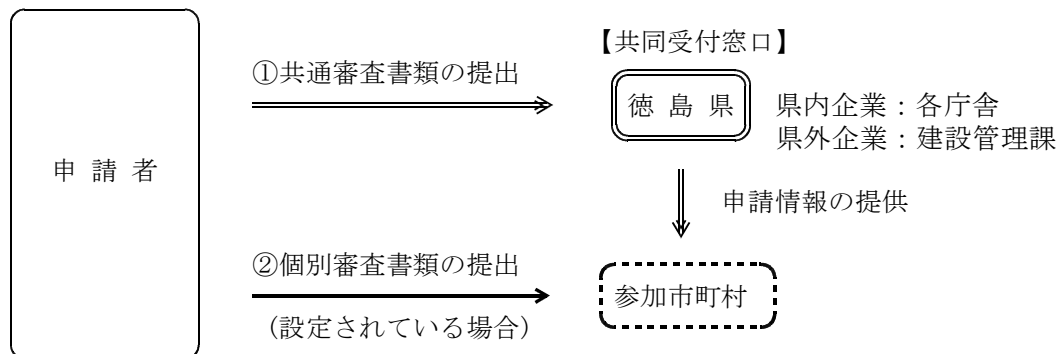 【共同受付窓口】
①共通審査書類の提出
徳島県
県内企業：各庁舎
県外企業：建設管理課
申請者
申請情報の提供
②個別審査書類の提出
参加市町村
（設定されている場合）